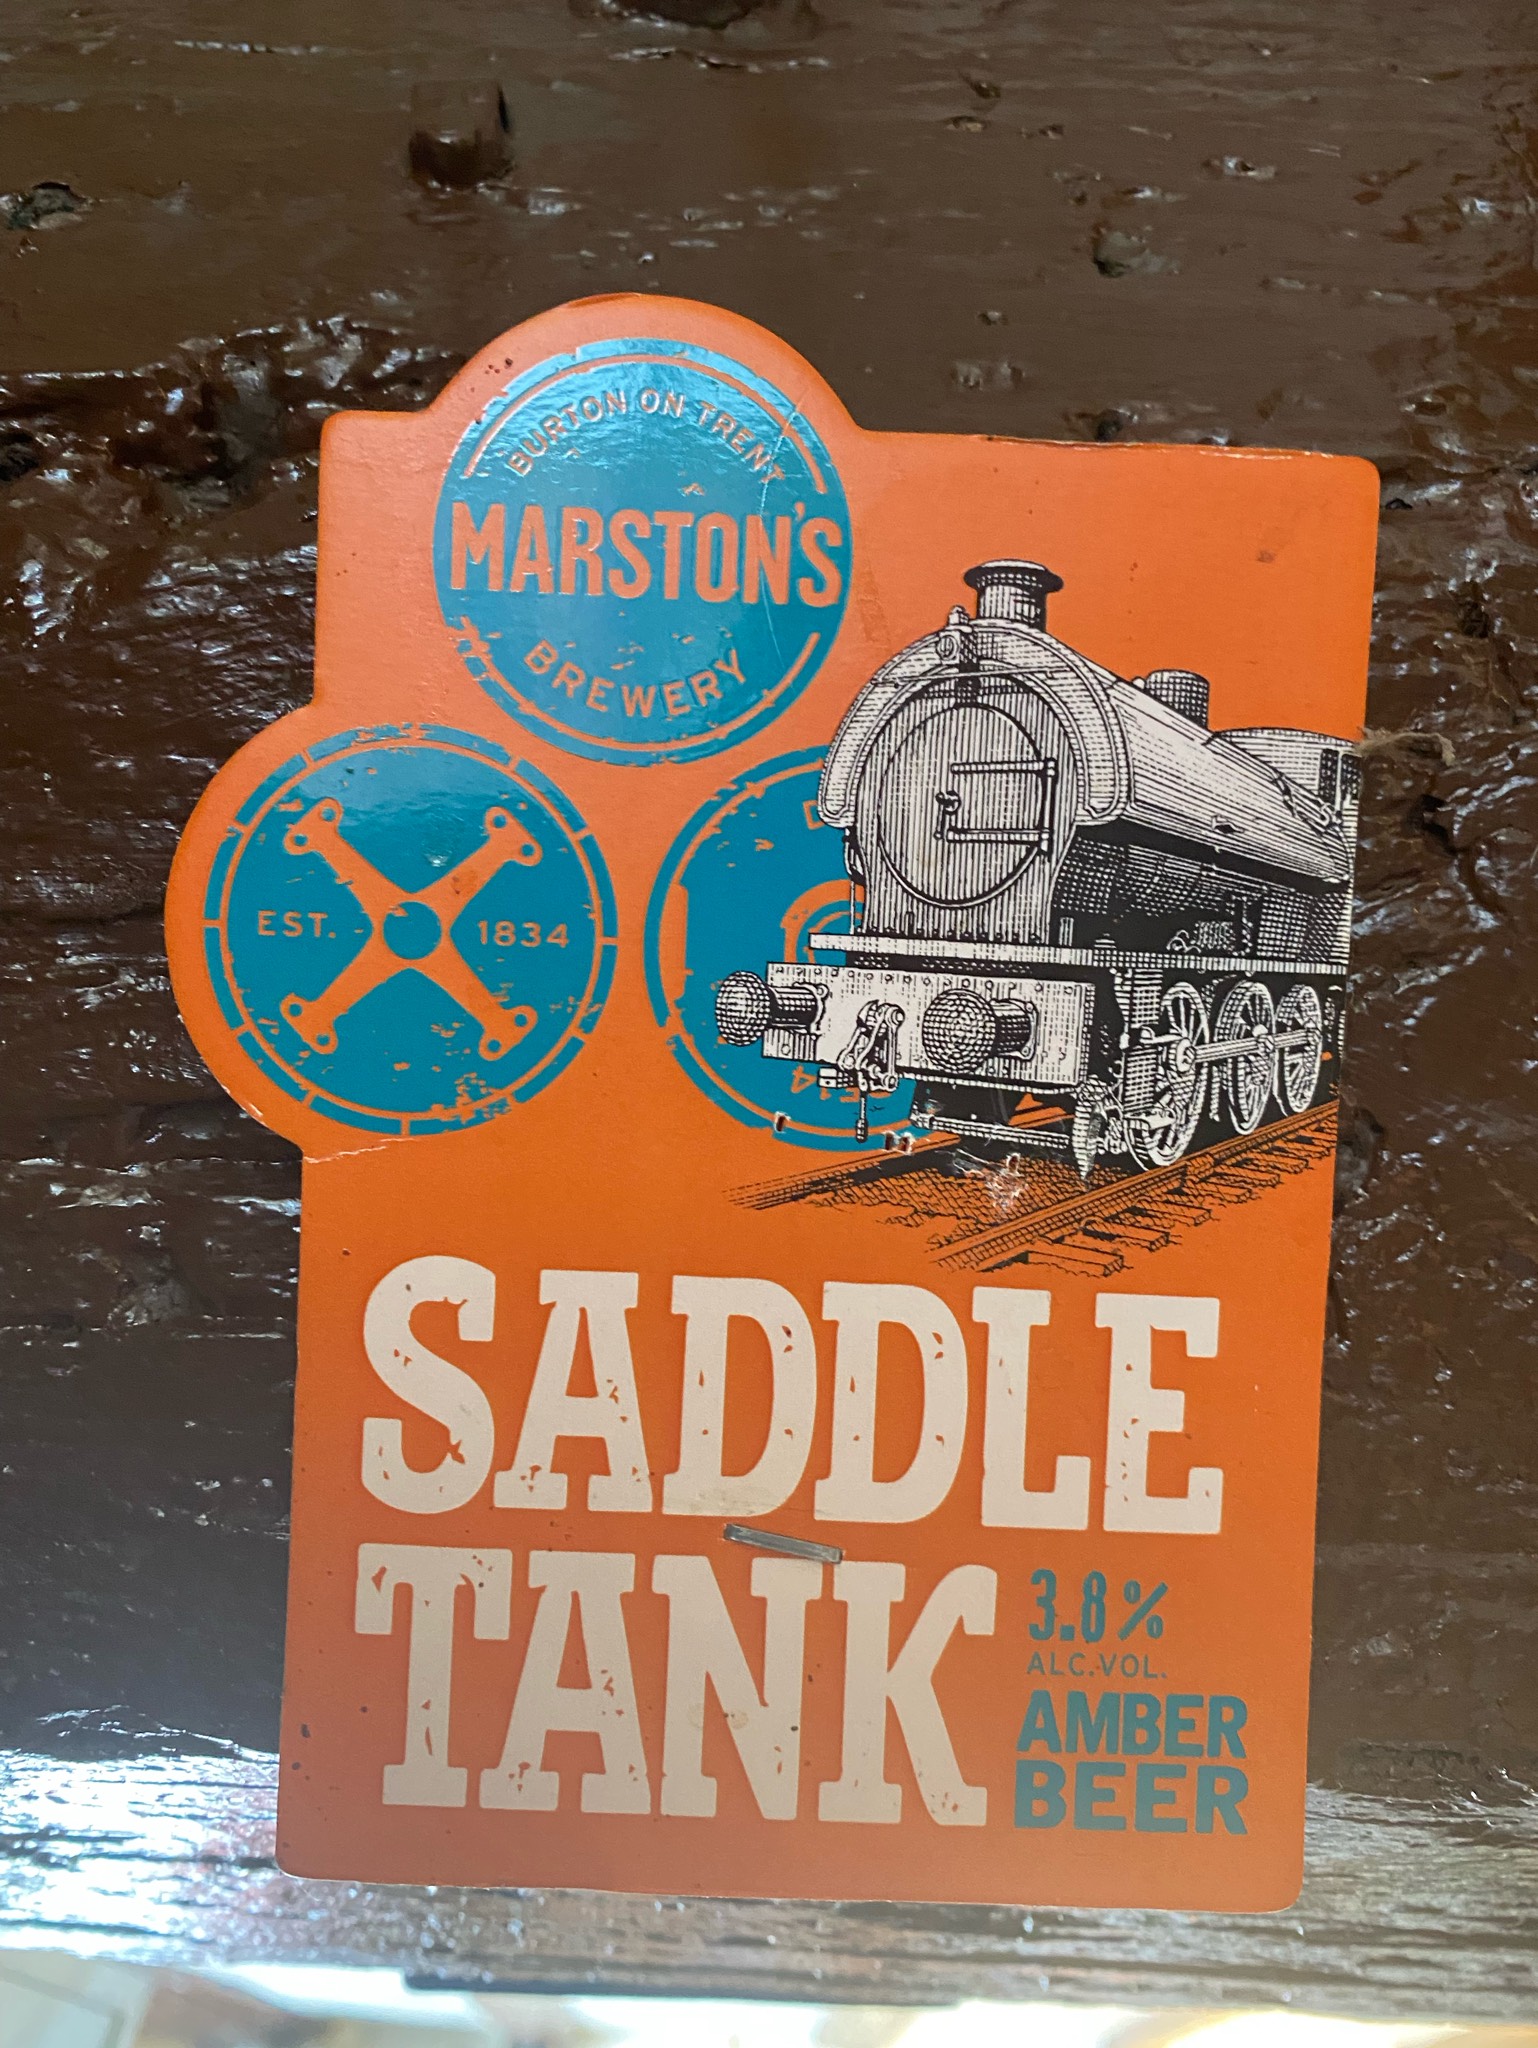 BURTON ON TRENT
MARSTON'S
BREWERY
EST. 1834
SADDLE
TANK
3.8%
ALC.VOL.
AMBER
BEER